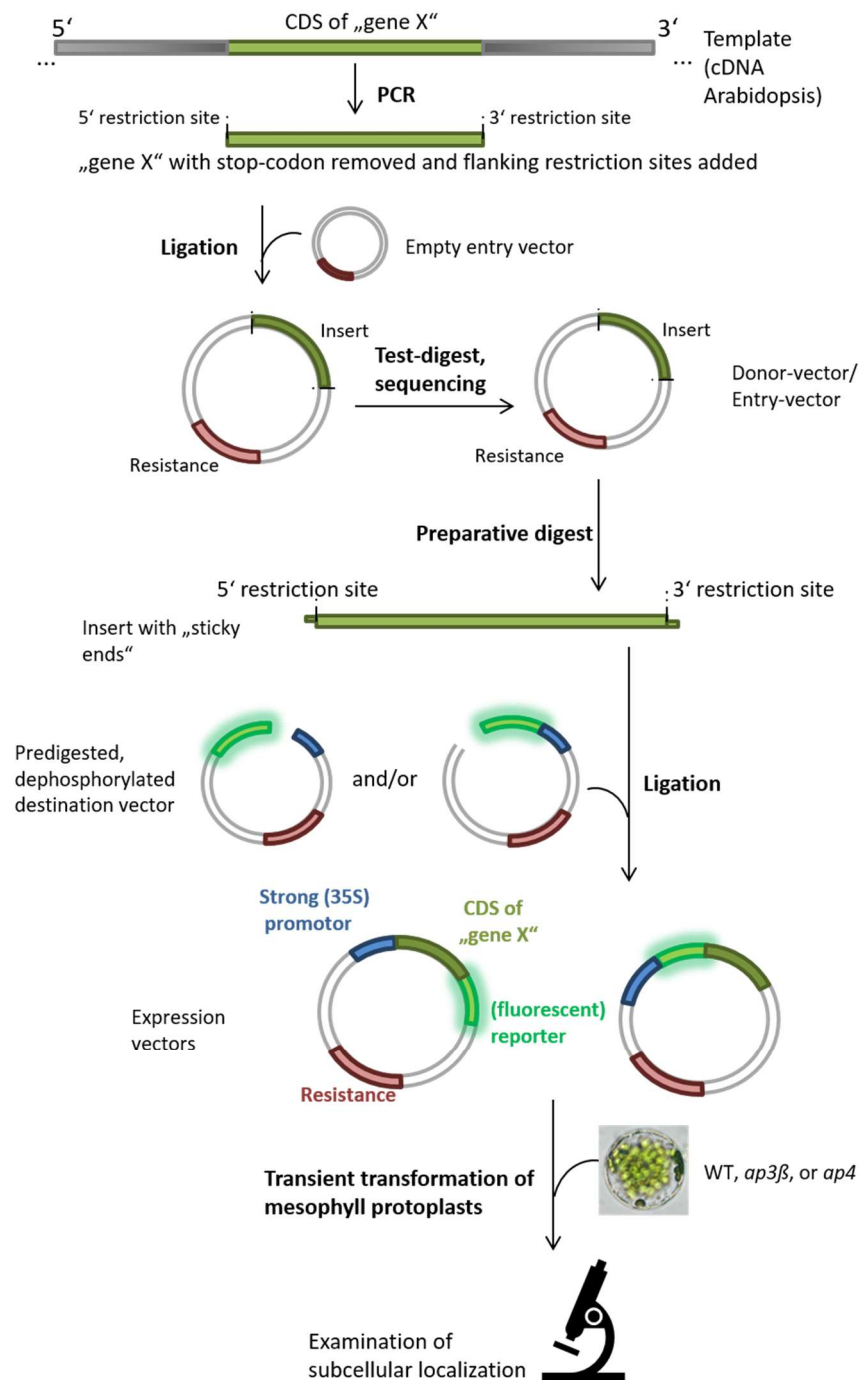 5‘
CDS of „gene X“
3‘
...
...
Template
(cDNA
Arabidopsis)
PCR
5‘ restriction site
3‘ restriction site
„gene X“ with stop-codon removed and flanking restriction sites added
Ligation
Empty entry vector
Insert
Resistance
Test-digest,
sequencing
Insert
Resistance
Donor-vector/
Entry-vector
Preparative digest
5‘ restriction site
3‘ restriction site
Insert with „sticky
ends“
Predigested,
dephosphorylated
destination vector
and/or
Ligation
Strong (35S)
promotor
CDS of
„gene X“
Expression
vectors
(fluorescent)
reporter
Resistance
Transient transformation of
mesophyll protoplasts
WT, ap3ß, or ap4
Examination of
subcellular localization